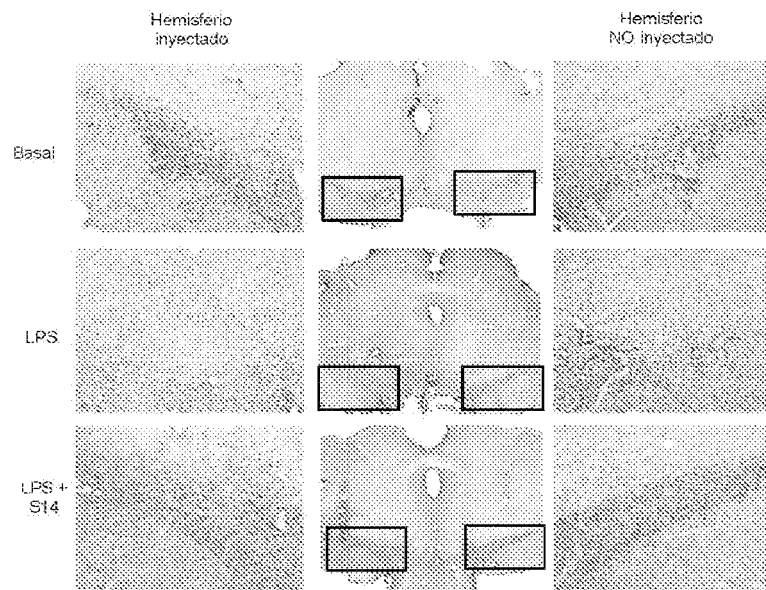 Hemisferio
inyectado
Hemisferio
NO inyectado
Basal
LPS
LPS +
S14